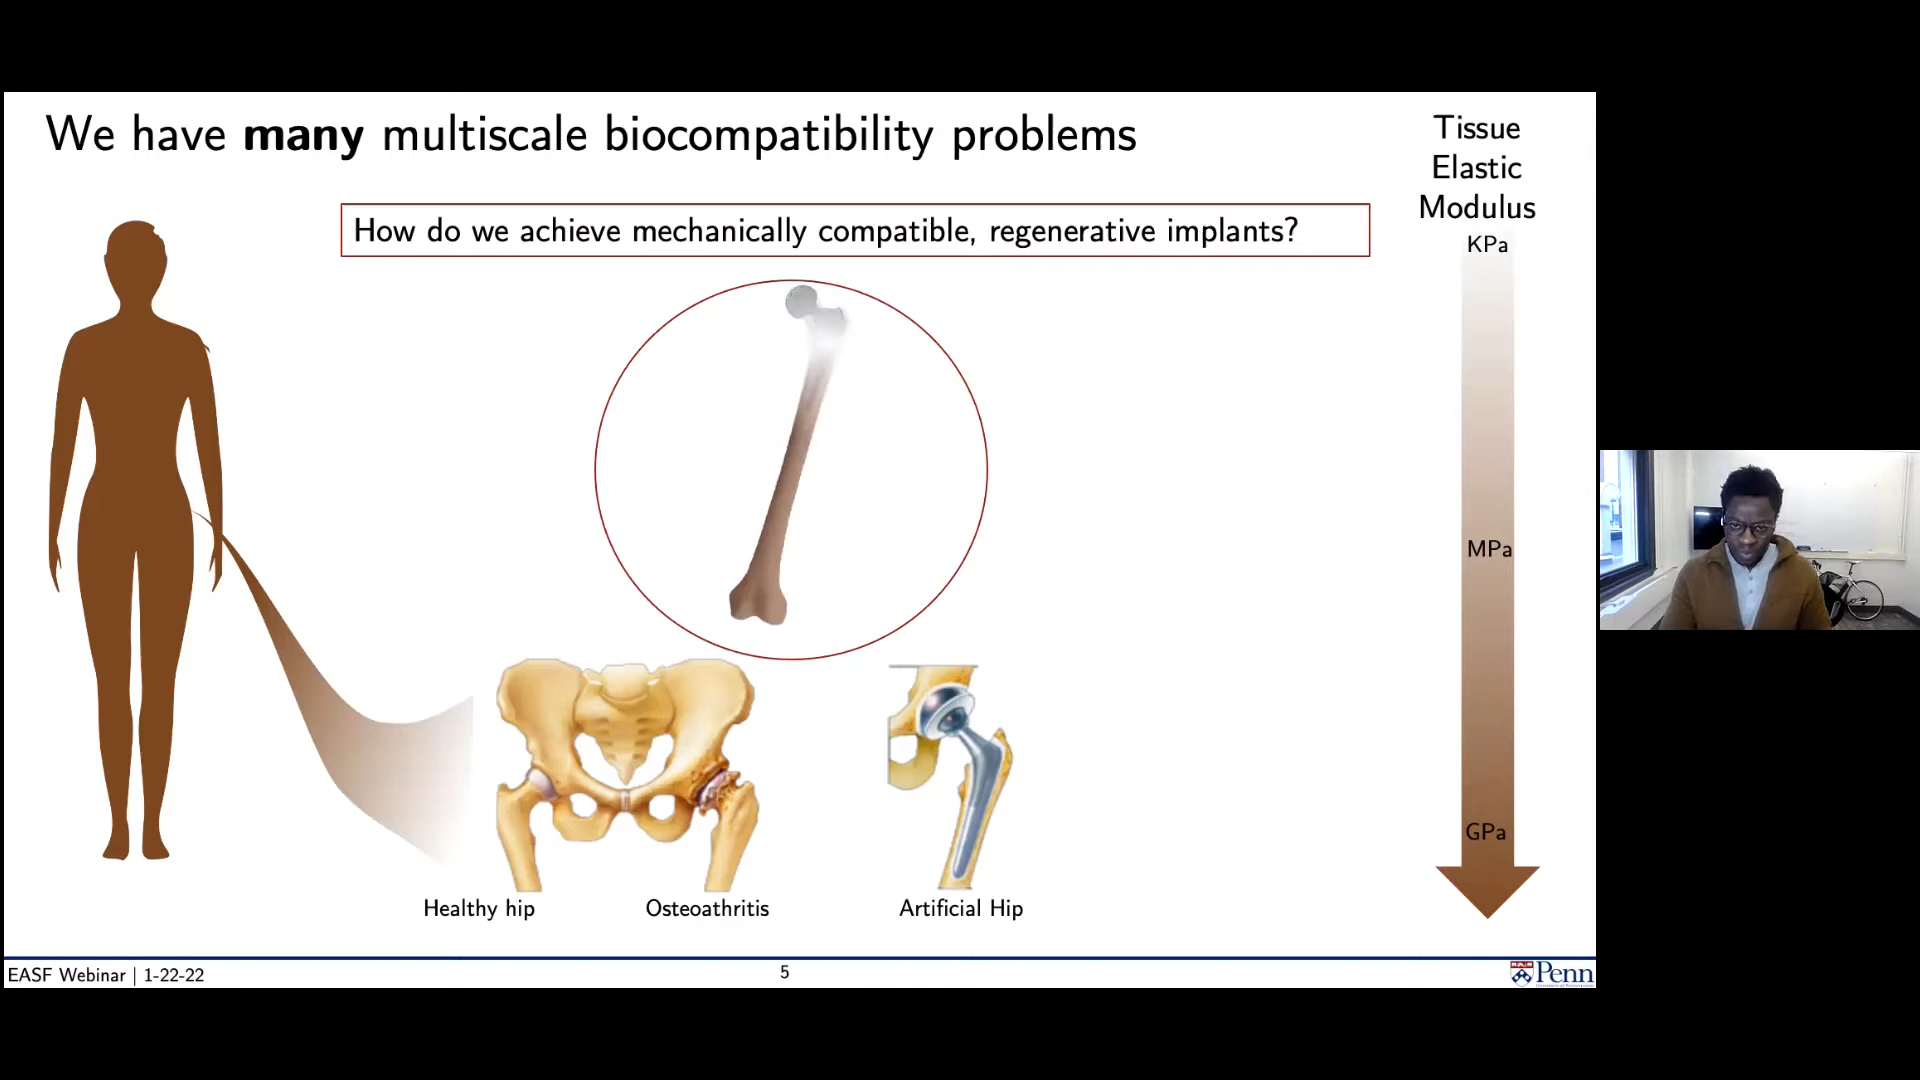 We have many multiscale biocompatibility problems
Tissue
Elastic
Modulus
How do we achieve mechanically compatible, regenerative implants?
KPa
MPa
GPa
Healthy hip
Osteoathritis
Artificial Hip
EASF Webinar | 1-22-22
5
Penn